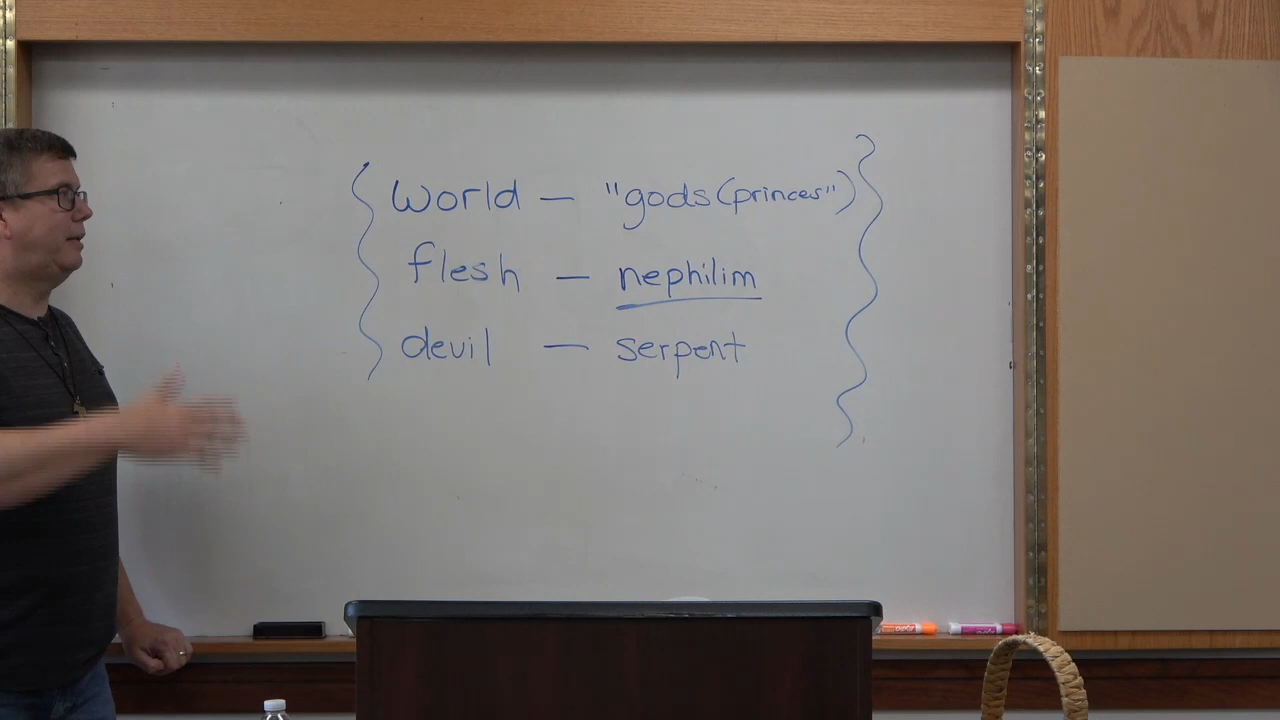 world — "gods (princes")
flesh — nephilim
devil — serpent